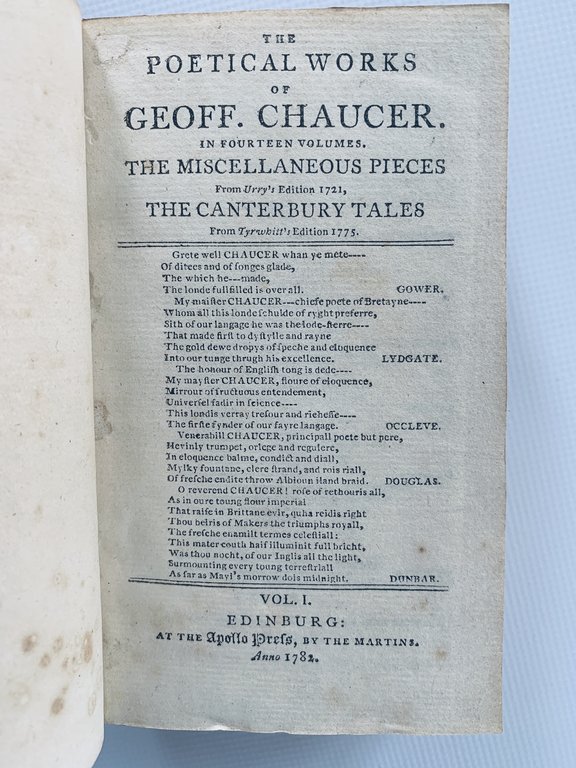 THE
POETICAL WORKS
OF
GEOFF. CHAUCER.
IN FOURTEEN VOLUMES.
THE MISCELLANEOUS PIECES
From Urry's Edition 1721,
THE CANTERBURY TALES
From Tyrwhitt's Edition 1775.
Grete well CHAUCER whan ye mete----
Of ditees and of ſonges glade,
The which he---made,
The londe fullfilled is over all. GOWER.
My maiſter CHAUCER---chiefe poete of Bretayne----
Whom all this londe ſchulde of ryght preferre,
Sith of our langage he was the lode-ſterre----
That made firſt to dyſtylle and rayne
The gold dewe dropys of ſpeche and eloquence
Into our tunge thrugh his excellence. LYDGATE.
The honour of Engliſh tong is dede----
My mayſter CHAUCER, floure of eloquence,
Mirrour of fructuous entendement,
Univerſel fadir in ſcience----
This londis verray treſour and richeſſe----
The firſte fynder of our fayre langage. OCCLEVE.
Venerabill CHAUCER, principall poete but pere,
Hevinly trumpet, orlege and regulere,
In eloquence balme, condict and diall,
Mylky fountane, clere ſtrand, and rois riall,
Of freſche endite throw Albioun iland braid. DOUGLAS.
O reverend CHAUCER! roſe of rethouris all,
As in oure toung flour imperial
That raiſe in Brittane evir, quha reidis right
Thou beiris of Makers the triumphs royall,
The freſche enamilt termes celeſtiall:
This mater couth haif illuminit full bricht,
Was thou nocht, of our Inglis all the light,
Surmounting every toung terreſtriall
As far as Mayi's morrow dois midnight. DUNBAR.
VOL. I.
EDINBURG:
AT THE Apollo Preſs, BY THE MARTINS.
Anno 1782.